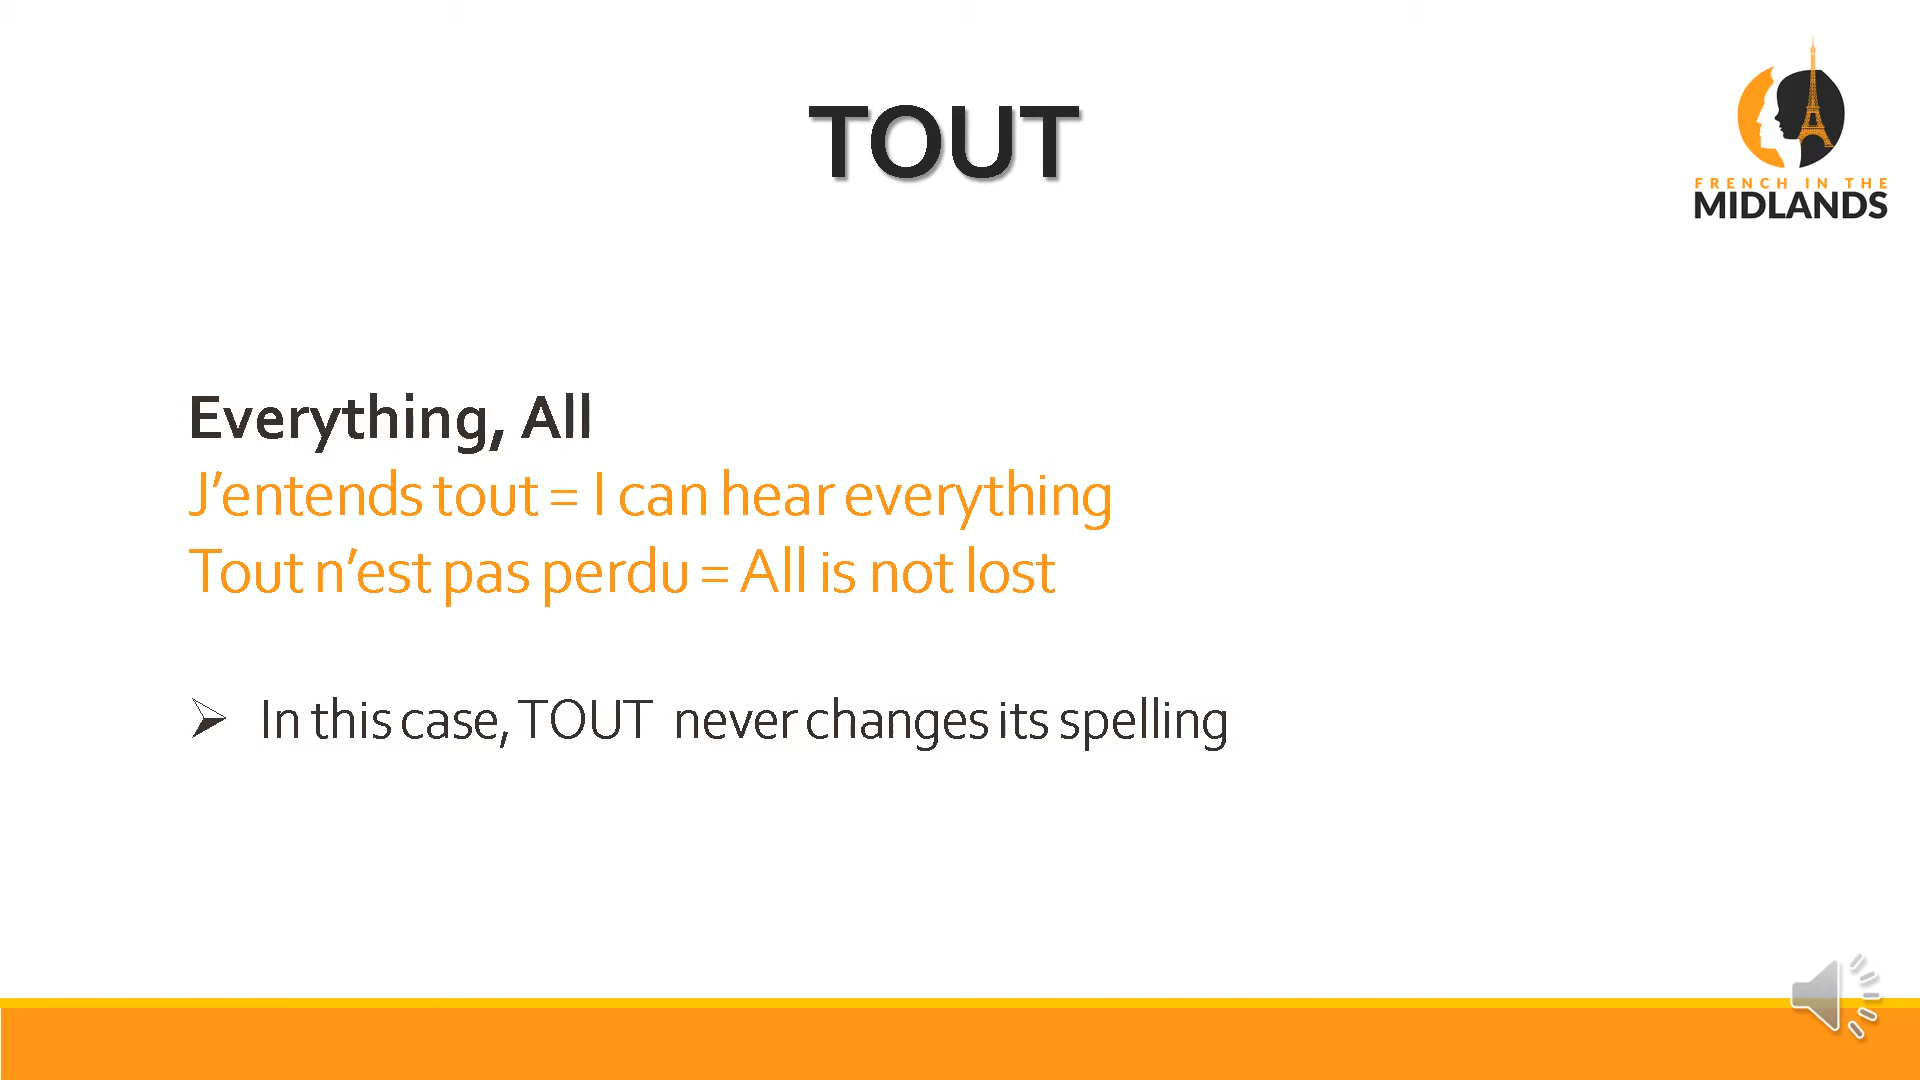 TOUT
FRENCH IN THE
MIDLANDS
Everything, All
J’entends tout = I can hear everything
Tout n’est pas perdu = All is not lost
In this case, TOUT never changes its spelling